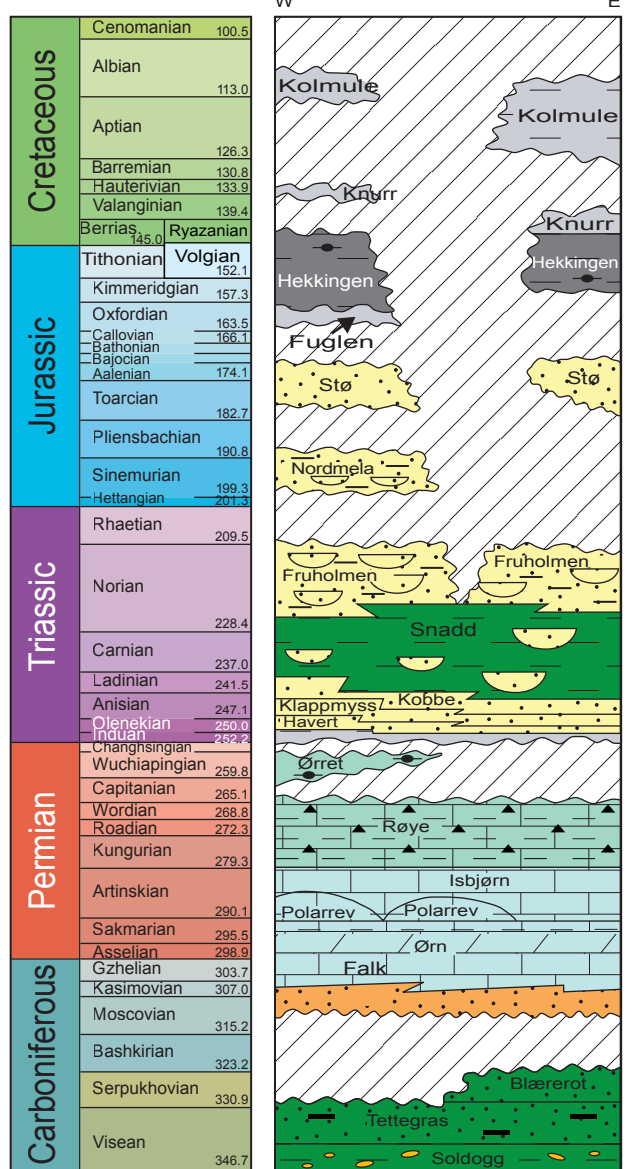 W E
Cretaceous
Cenomanian 100.5
Albian
113.0
Aptian
126.3
Barremian 130.8
Hauterivian 133.9
Valanginian
139.4
Berrias. 145.0 Ryazanian
Jurassic
Tithonian Volgian
152.1
Kimmeridgian
157.3
Oxfordian
163.5
Callovian 166.1
Bathonian
Bajocian
Aalenian 174.1
Toarcian
182.7
Pliensbachian
190.8
Sinemurian
199.3
Hettangian 201.3
Triassic
Rhaetian
209.5
Norian
228.4
Carnian
237.0
Ladinian
241.5
Anisian
247.1
Olenekian 250.0
Induan 252.2
Permian
Changhsingian
Wuchiapingian
259.8
Capitanian
265.1
Wordian 268.8
Roadian 272.3
Kungurian
279.3
Artinskian
290.1
Sakmarian
295.5
Asselian 298.9
Carboniferous
Gzhelian 303.7
Kasimovian 307.0
Moscovian
315.2
Bashkirian
323.2
Serpukhovian
330.9
Visean
346.7
Kolmule
Kolmule
Knurr
Knurr
Hekkingen
Hekkingen
Fuglen
Stø
Stø
Nordmela
Fruholmen
Fruholmen
Snadd
Klappmyss
Kobbe
Havert
Ørret
Røye
Isbjørn
Polarrev
Polarrev
Ørn
Falk
Blærerot
Tettegras
Soldogg